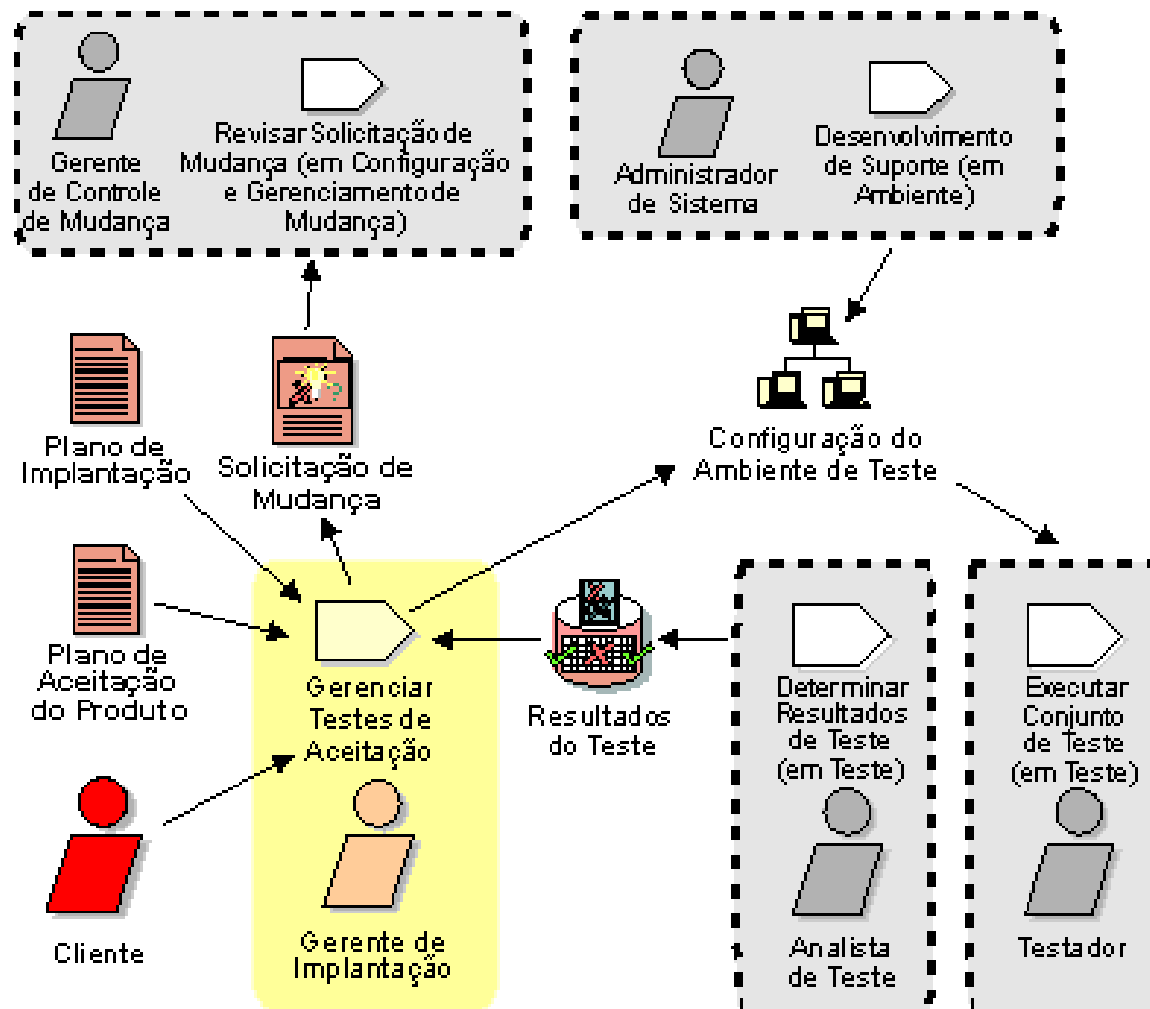 Gerente
de Controle
de Mudança
Revisar Solicitação de
Mudança (em Configuração
e Gerenciamento de
Mudança)
Administrador
de Sistema
Desenvolvimento
de Suporte (em
Ambiente)
Plano de
Implantação
Solicitação de
Mudança
Configuração do
Ambiente de Teste
Plano de
Aceitação
do Produto
Gerenciar
Testes de
Aceitação
Resultados
do Teste
Determinar
Resultados
de Teste
(em Teste)
Executar
Conjunto
de Teste
(em Teste)
Cliente
Gerente de
Implantação
Analista
de Teste
Testador